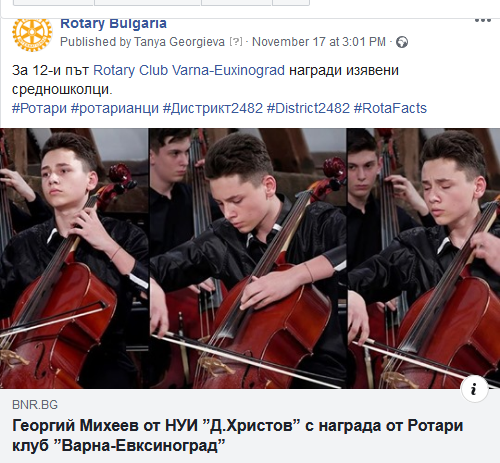 Rotary Bulgaria
Published by Tanya Georgieva [?] · November 17 at 3:01 PM ·
За 12-и път Rotary Club Varna-Euxinograd награди изявени
средношколци.
#Ротари #ротарианци #Дистрикт2482 #District2482 #RotaFacts
i
BNR.BG
Георгий Михеев от НУИ ”Д.Христов” с награда от Ротари
клуб ”Варна-Евксиноград”